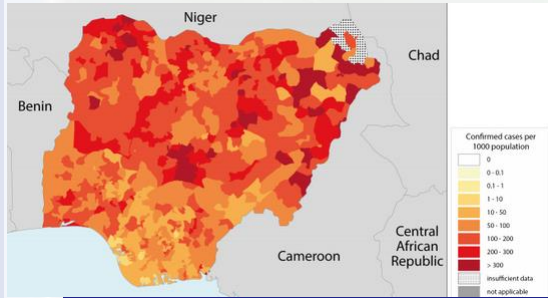 Niger
Chad
Benin
Cameroon
Central
African
Republic
Confirmed cases per
1000 population
0
0 - 0.1
0.1 - 1
1 - 10
10 - 50
50 - 100
100 - 200
200 - 300
> 300
insufficient data
not applicable